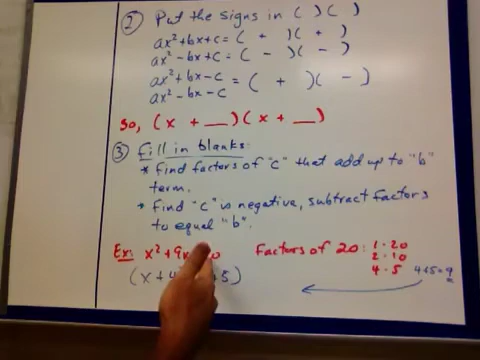 ② Put the signs in ( )( )
ax²+bx+c = ( + )( + )
ax²-bx+c = ( - )( - )
ax²+bx-c
ax²-bx-c = ( + )( - )
So, (x + __)(x + __)
③ Fill in blanks:
* Find factors of "c" that add up to "b"
term.
* Find "c" is negative, subtract factors
to equal "b".
Ex: x²+9x 0 Factors of 20: 1·20
2·10
4·5 4+5=9
(x+4 +5)